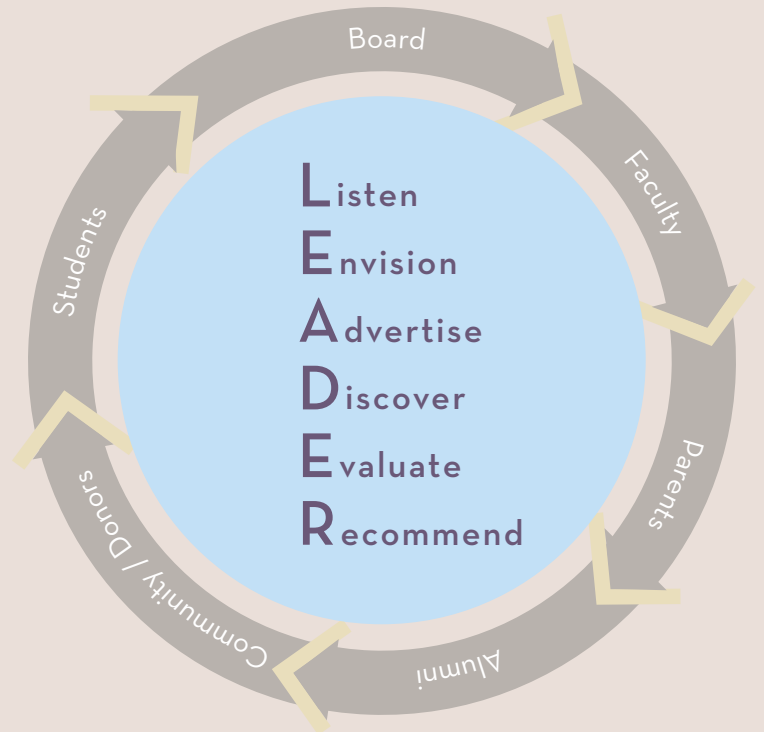 Board
Faculty
Parents
Alumni
Community / Donors
Students
Listen
Envision
Advertise
Discover
Evaluate
Recommend